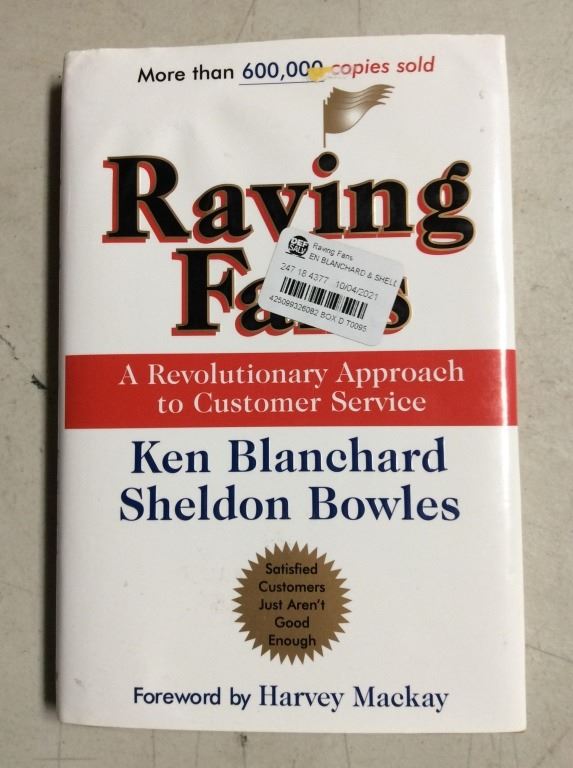 More than 600,000 copies sold
Raving
Fans
Raving Fans
EN BLANCHARD & SHELD
247 18 4377 10/04/2021
425099326082 BOX D T0095
A Revolutionary Approach
to Customer Service
Ken Blanchard
Sheldon Bowles
Satisfied
Customers
Just Aren't
Good
Enough
Foreword by Harvey Mackay